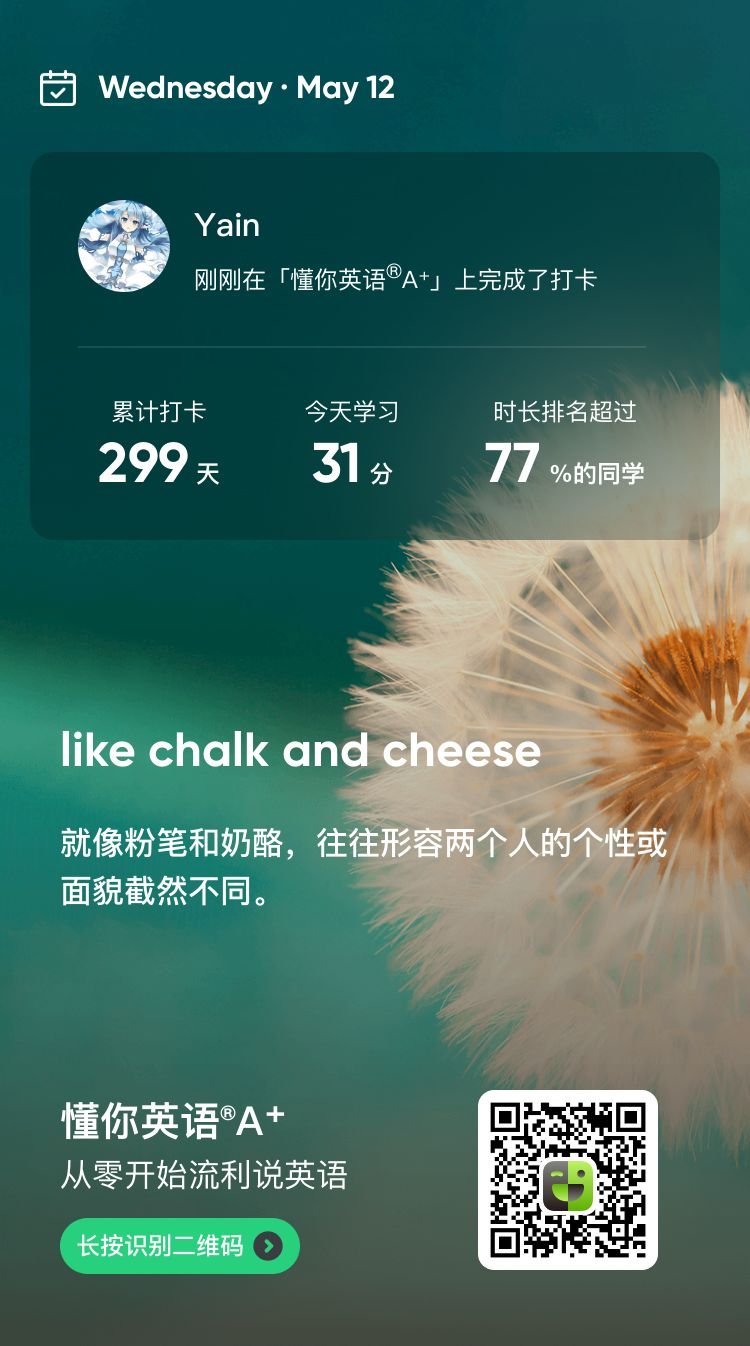 Wednesday · May 12
Yain
刚刚在「懂你英语®A⁺」上完成了打卡
累计打卡 今天学习 时长排名超过
299 天 31 分 77 %的同学
like chalk and cheese
就像粉笔和奶酪，往往形容两个人的个性或
面貌截然不同。
懂你英语®A⁺
从零开始流利说英语
长按识别二维码